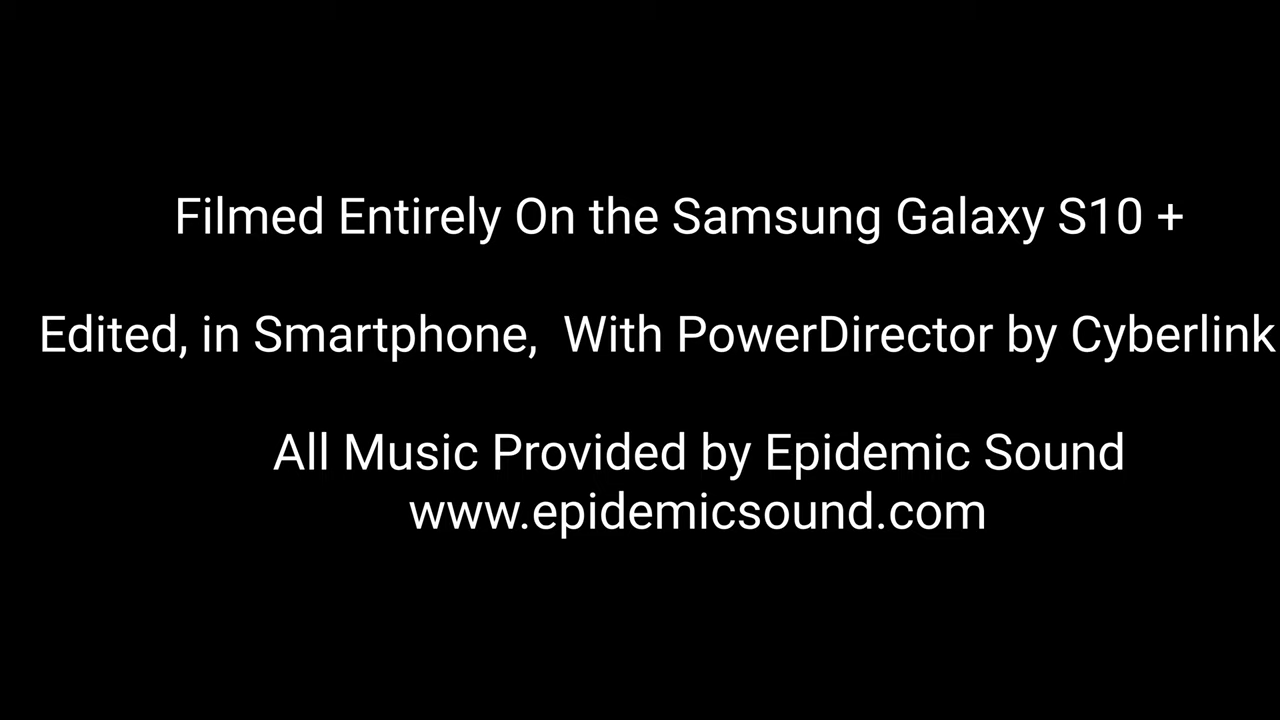 Filmed Entirely On the Samsung Galaxy S10 +
Edited, in Smartphone,  With PowerDirector by Cyberlink
All Music Provided by Epidemic Sound
www.epidemicsound.com